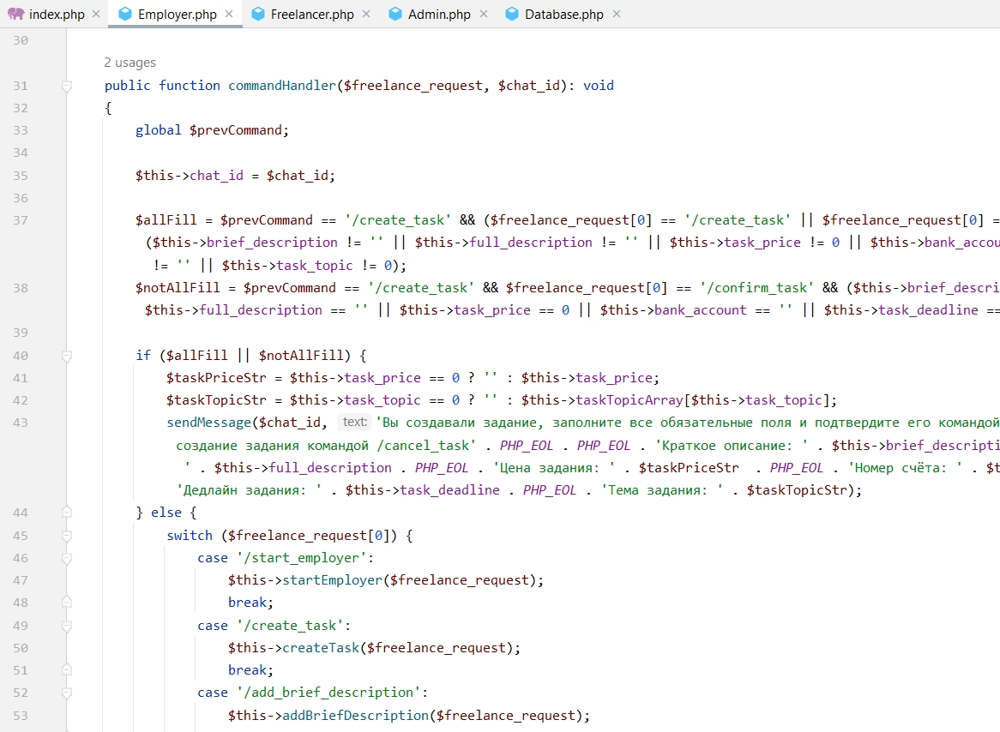 index.php
Employer.php
Freelancer.php
Admin.php
Database.php
30
2 usages
31 public function commandHandler($freelance_request, $chat_id): void
32 {
33 global $prevCommand;
34
35 $this->chat_id = $chat_id;
36
37 $allFill = $prevCommand == '/create_task' && ($freelance_request[0] == '/create_task' || $freelance_request[0] =
($this->brief_description != '' || $this->full_description != '' || $this->task_price != 0 || $this->bank_accou
!= '' || $this->task_topic != 0);
38 $notAllFill = $prevCommand == '/create_task' && $freelance_request[0] == '/confirm_task' && ($this->brief_descri
$this->full_description == '' || $this->task_price == 0 || $this->bank_account == '' || $this->task_deadline ==
39
40 if ($allFill || $notAllFill) {
41 $taskPriceStr = $this->task_price == 0 ? '' : $this->task_price;
42 $taskTopicStr = $this->task_topic == 0 ? '' : $this->taskTopicArray[$this->task_topic];
43 sendMessage($chat_id, text: 'Вы создавали задание, заполните все обязательные поля и подтвердите его командой
создание задания командой /cancel_task' . PHP_EOL . PHP_EOL . 'Краткое описание: ' . $this->brief_descripti
' . $this->full_description . PHP_EOL . 'Цена задания: ' . $taskPriceStr . PHP_EOL . 'Номер счёта: ' . $t
'Дедлайн задания: ' . $this->task_deadline . PHP_EOL . 'Тема задания: ' . $taskTopicStr);
44 } else {
45 switch ($freelance_request[0]) {
46 case '/start_employer':
47 $this->startEmployer($freelance_request);
48 break;
49 case '/create_task':
50 $this->createTask($freelance_request);
51 break;
52 case '/add_brief_description':
53 $this->addBriefDescription($freelance_request);